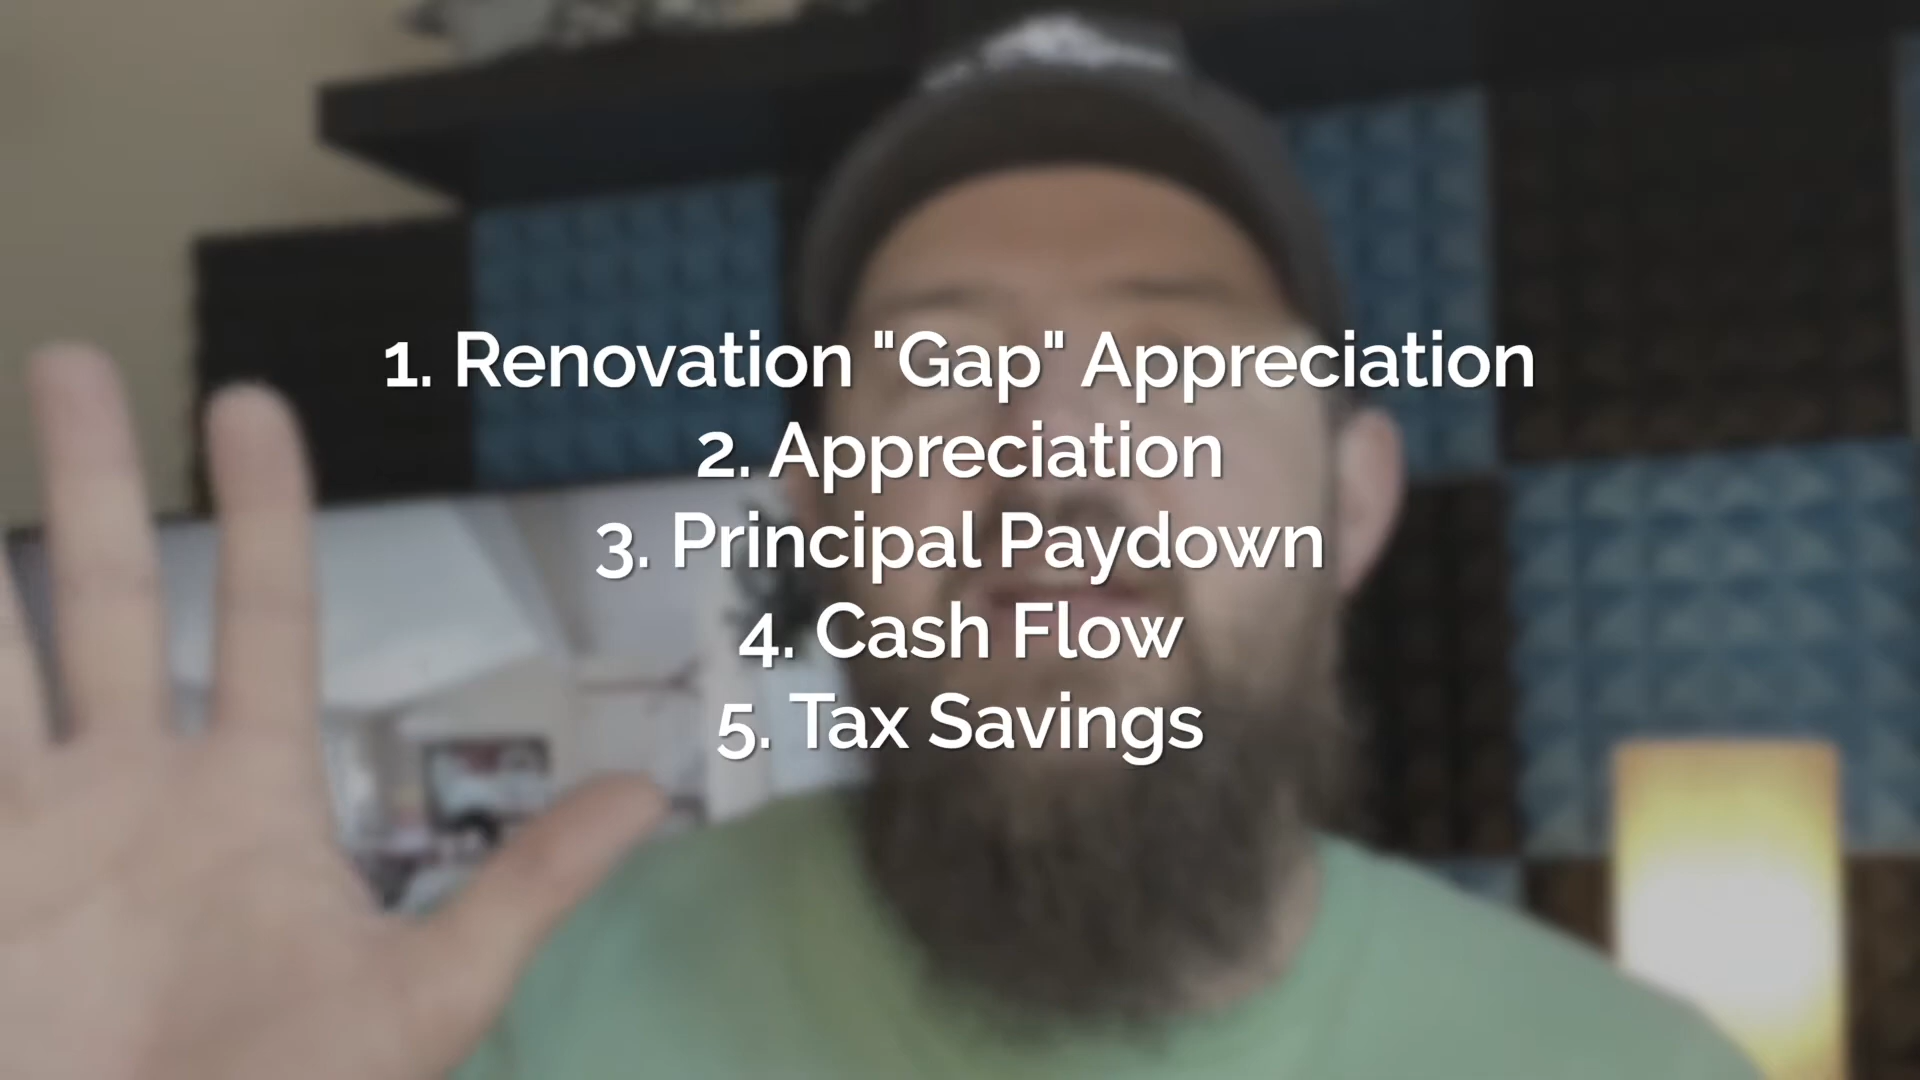 1. Renovation "Gap" Appreciation
2. Appreciation
3. Principal Paydown
4. Cash Flow
5. Tax Savings